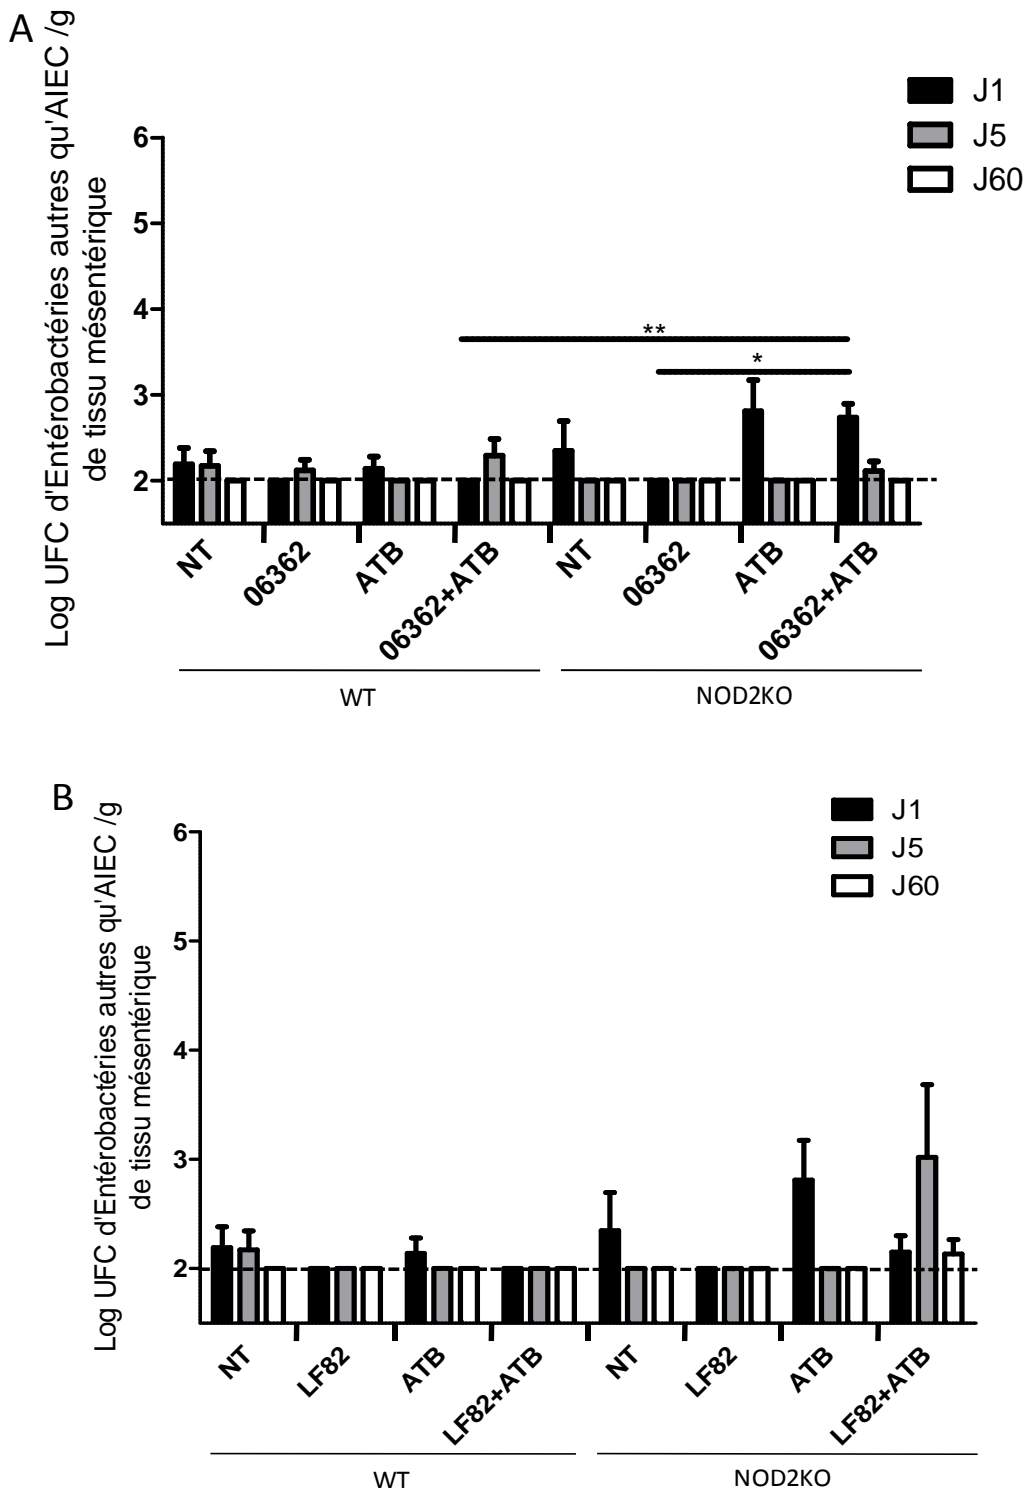 A
Log UFC d'Entérobactéries autres qu'AIEC /g
de tissu mésentérique
J1
J5
J60
6
5
4
3
2
**
*
NT
06362
ATB
06362+ATB
NT
06362
ATB
06362+ATB
WT
NOD2KO
B
Log UFC d'Entérobactéries autres qu'AIEC /g
de tissu mésentérique
J1
J5
J60
6
5
4
3
2
NT
LF82
ATB
LF82+ATB
NT
LF82
ATB
LF82+ATB
WT
NOD2KO